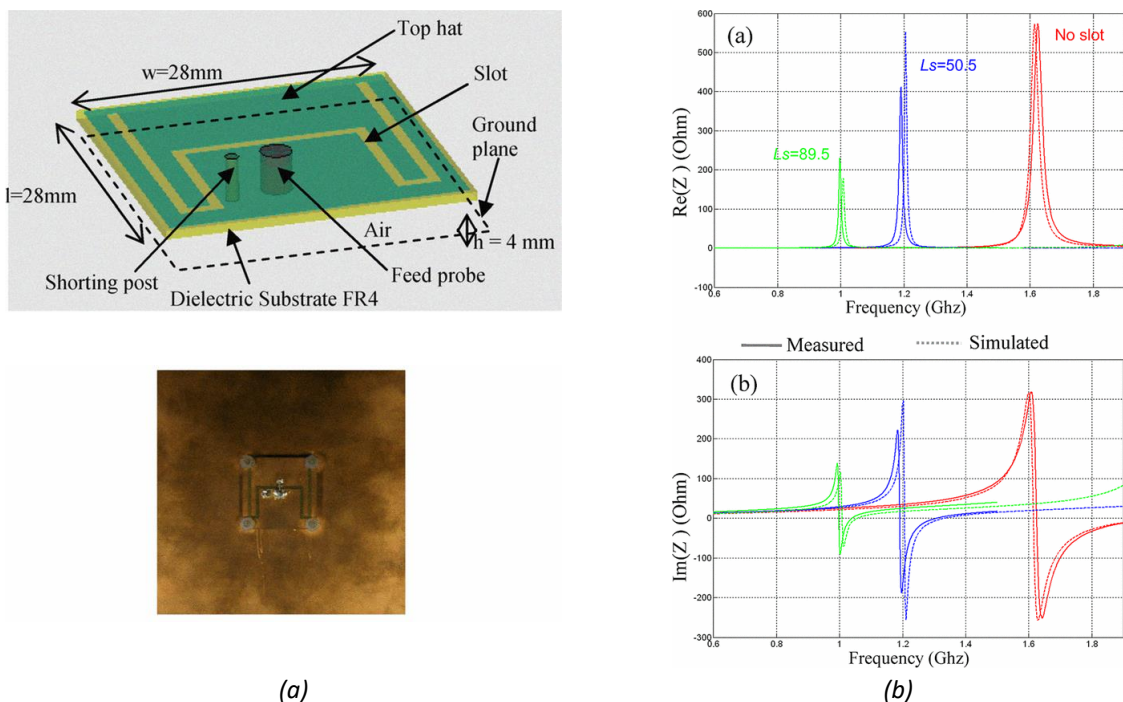 Top hat
w=28mm
Slot
Ground
plane
l=28mm
Air
h = 4 mm
Shorting post
Feed probe
Dielectric Substrate FR4
(a)
(a)
No slot
Ls=50.5
Ls=89.5
Re(Z) (Ohm)
600
500
400
300
200
100
0
-100
0.6
1
1.2
1.4
1.6
1.8
Frequency (Ghz)
Measured
Simulated
(b)
Im(Z) (Ohm)
400
300
200
100
0
-100
-200
-300
0.6
0.8
1
1.2
1.4
1.6
1.8
Frequency (Ghz)
(b)